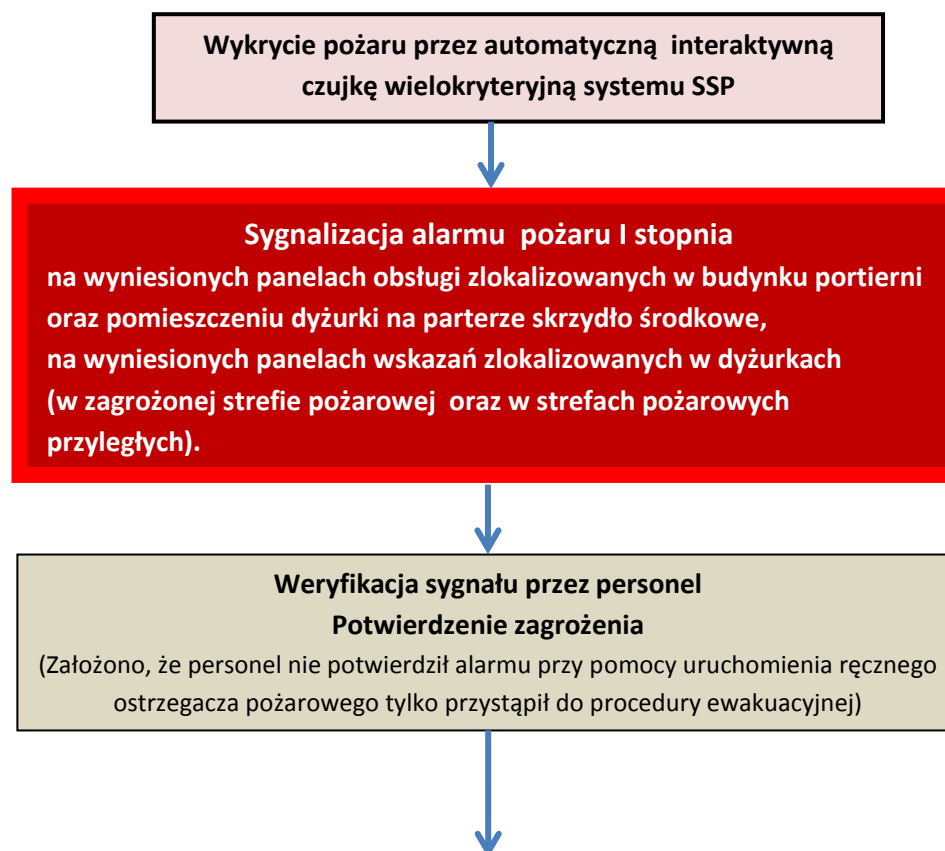 Wykrycie pożaru przez automatyczną interaktywną
czujkę wielokryteryjną systemu SSP
Sygnalizacja alarmu pożaru I stopnia
na wyniesionych panelach obsługi zlokalizowanych w budynku portierni
oraz pomieszczeniu dyżurki na parterze skrzydło środkowe,
na wyniesionych panelach wskazań zlokalizowanych w dyżurkach
(w zagrożonej strefie pożarowej oraz w strefach pożarowych
przyległych).
Weryfikacja sygnału przez personel
Potwierdzenie zagrożenia
(Założono, że personel nie potwierdził alarmu przy pomocy uruchomienia ręcznego
ostrzegacza pożarowego tylko przystąpił do procedury ewakuacyjnej)